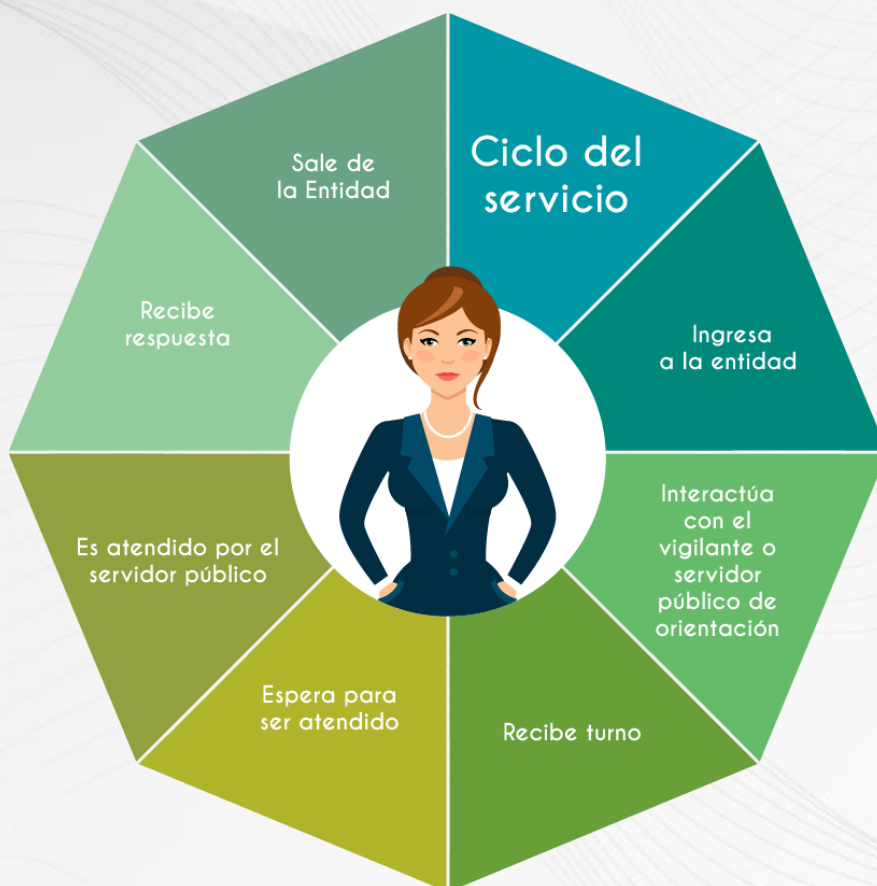 Ciclo del
servicio
Ingresa
a la entidad
Interactúa
con el
vigilante o
servidor
público de
orientación
Recibe turno
Espera para
ser atendido
Es atendido por el
servidor público
Recibe
respuesta
Sale de
la Entidad